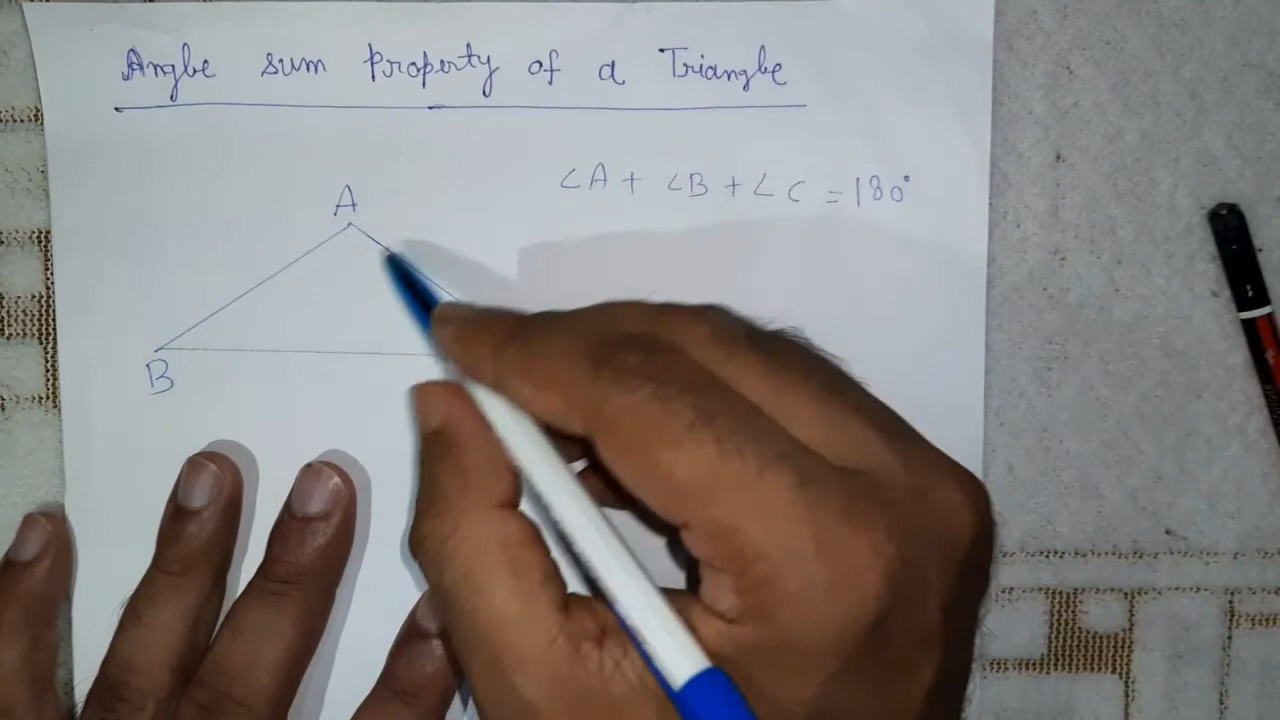 Angle sum Property of a Triangle
∠A + ∠B + ∠C = 180°
A
B